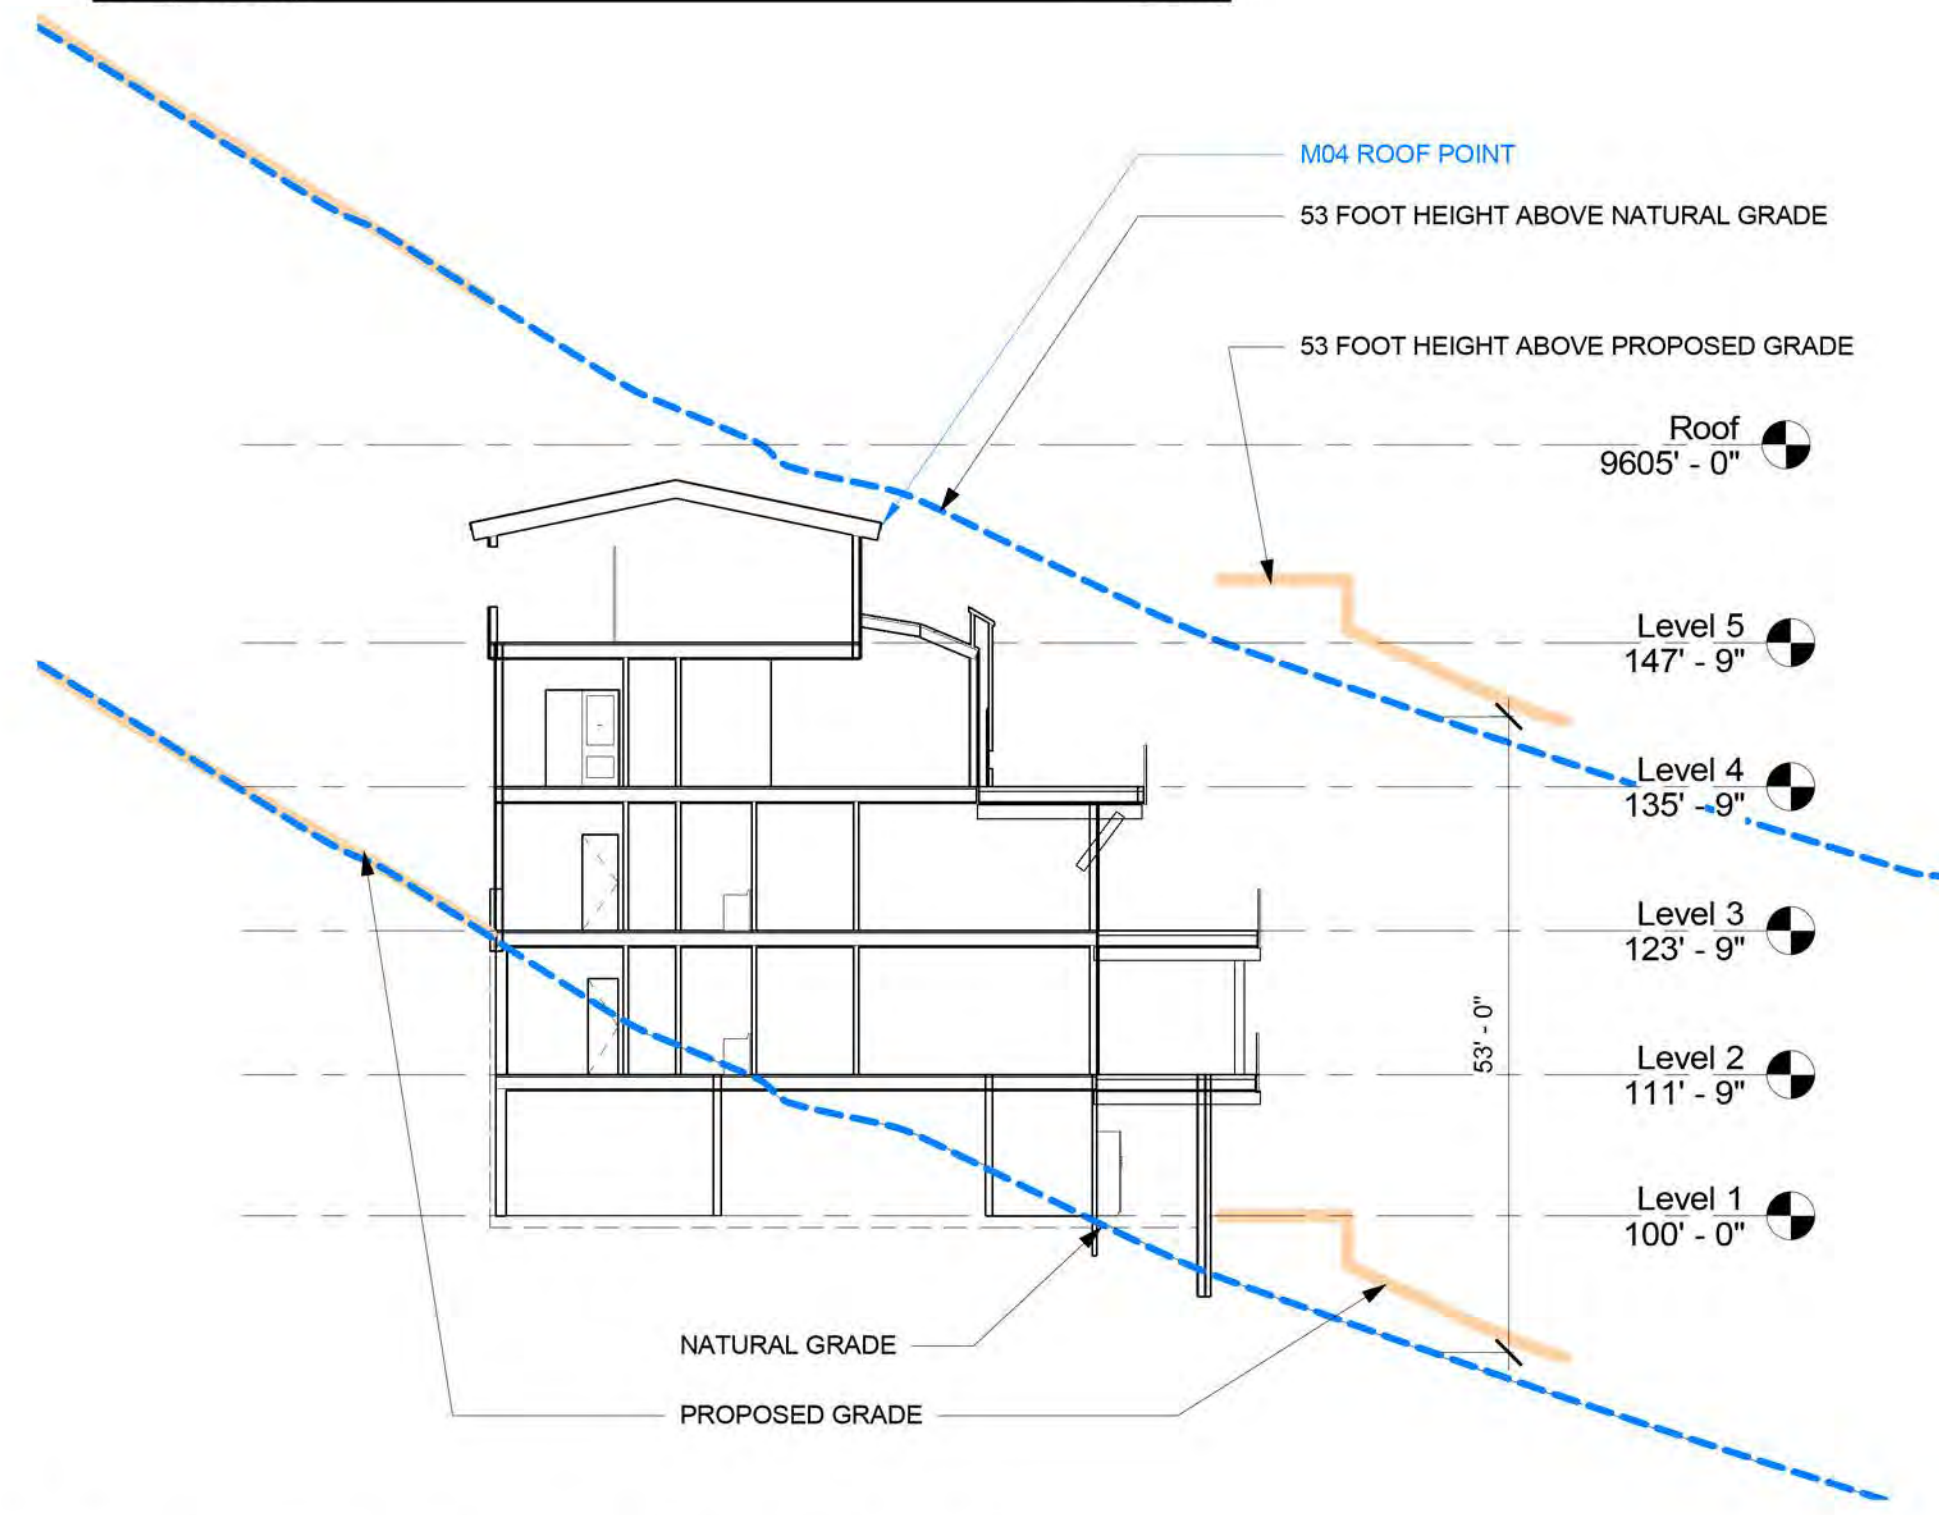 M04 ROOF POINT
53 FOOT HEIGHT ABOVE NATURAL GRADE
53 FOOT HEIGHT ABOVE PROPOSED GRADE
Roof
9605' - 0"
Level 5
147' - 9"
Level 4
135' - 9"
Level 3
123' - 9"
53' - 0"
Level 2
111' - 9"
Level 1
100' - 0"
NATURAL GRADE
PROPOSED GRADE